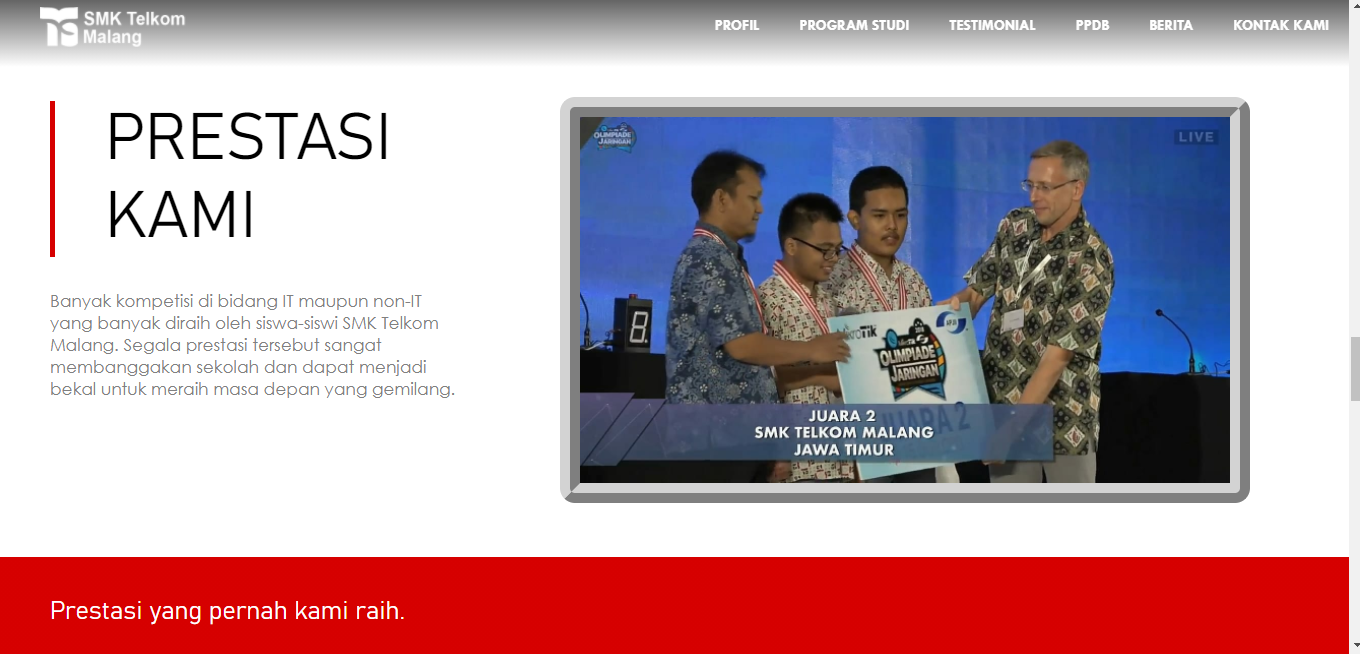 SMK Telkom
Malang
PROFIL PROGRAM STUDI TESTIMONIAL PPDB BERITA KONTAK KAMI
PRESTASI
KAMI
Banyak kompetisi di bidang IT maupun non-IT
yang banyak diraih oleh siswa-siswi SMK Telkom
Malang. Segala prestasi tersebut sangat
membanggakan sekolah dan dapat menjadi
bekal untuk meraih masa depan yang gemilang.
OLIMPIADE
JARINGAN
LIVE
8.
OLIMPIADE
JARINGAN
JUARA 2
JUARA 2
SMK TELKOM MALANG
JAWA TIMUR
Prestasi yang pernah kami raih.